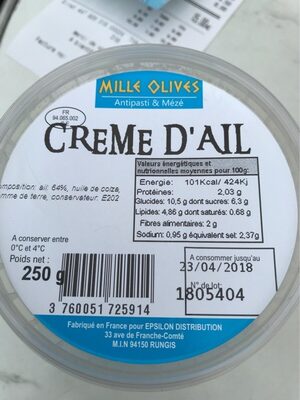 MILLE OLIVES
Antipasti & Mézé
FR
94.065.002
CREME D'AIL
Valeurs énergétiques et
nutritionnelles moyennes pour 100g:
Energie: 101Kcal/ 424Kj
Protéines: 2,03 g
Glucides: 10,5 g dont sucres: 6,3 g
Lipides: 4,86 g dont saturés: 0.68 g
Fibres alimentaires: 2 g
Sodium: 0,95 g équivalent sel: 2,37g
omposition: ail, 64%, huile de colza,
mme de terre, conservateur: E202
A conserver entre
0°C et 4°C
Poids net :
250 g
A consommer jusqu'au
23/04/2018
N° de lot:
1805404
3 760051 725914
Fabriqué en France pour EPSILON DISTRIBUTION
33 ave de Franche-Comté
M.I.N 94150 RUNGIS